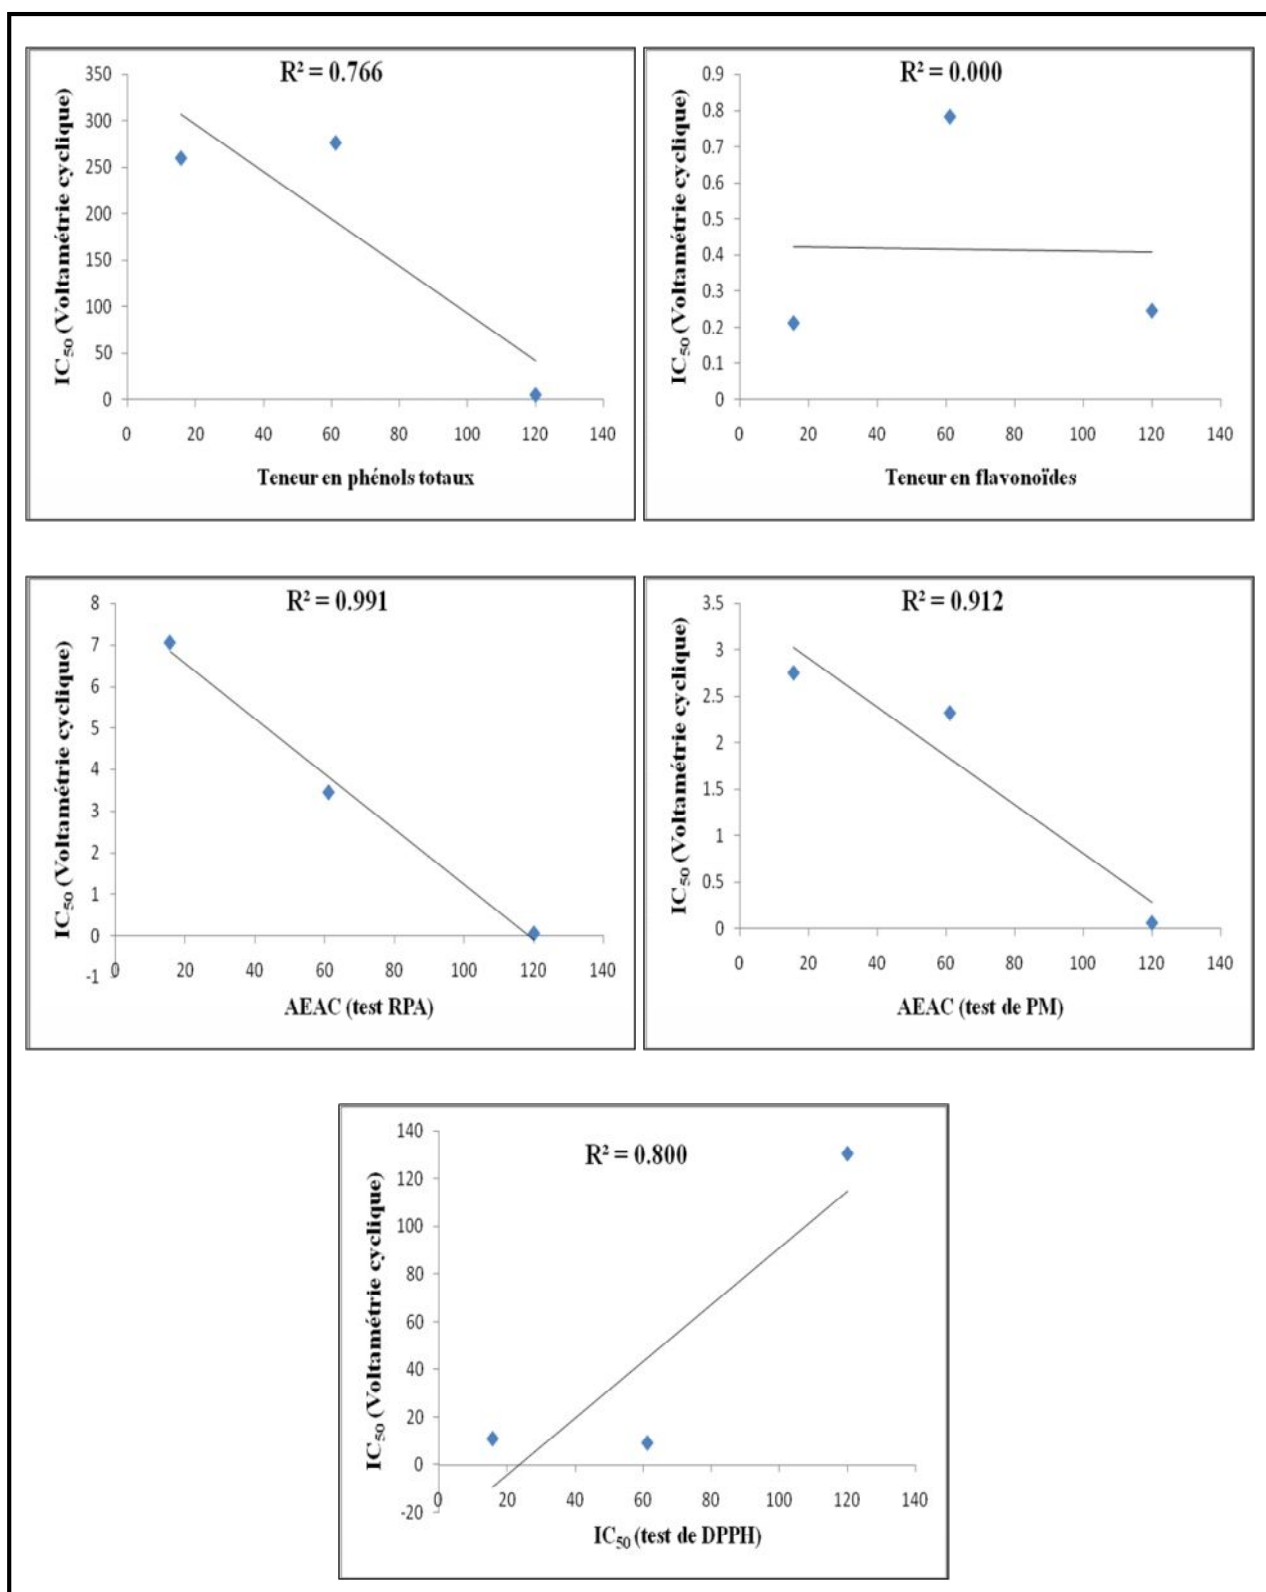 R² = 0.766
350
300
250
200
150
100
50
0
0 20 40 60 80 100 120 140
IC₅₀ (Voltamétrie cyclique)
Teneur en phénols totaux
R² = 0.000
0.9
0.8
0.7
0.6
0.5
0.4
0.3
0.2
0.1
0
0 20 40 60 80 100 120 140
IC₅₀ (Voltamétrie cyclique)
Teneur en flavonoïdes
R² = 0.991
8
7
6
5
4
3
2
1
0
-1
0 20 40 60 80 100 120 140
IC₅₀ (Voltamétrie cyclique)
AEAC (test RPA)
R² = 0.912
3.5
3
2.5
2
1.5
1
0.5
0
0 20 40 60 80 100 120 140
IC₅₀ (Voltamétrie cyclique)
AEAC (test de PM)
R² = 0.800
140
120
100
80
60
40
20
0
-20
0 20 40 60 80 100 120 140
IC₅₀ (Voltamétrie cyclique)
IC₅₀ (test de DPPH)